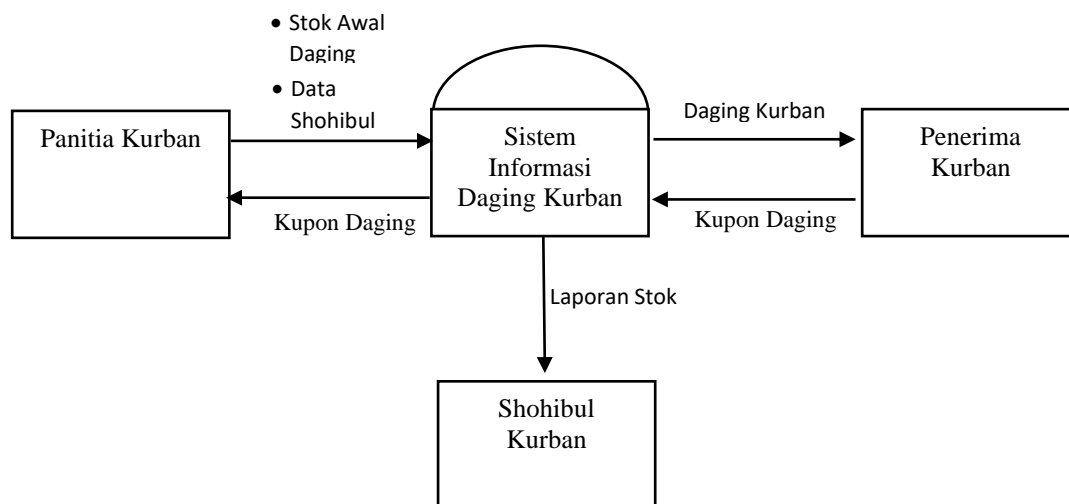 • Stok Awal
Daging
• Data
Shohibul
Panitia Kurban
Kupon Daging
Sistem
Informasi
Daging Kurban
Daging Kurban
Kupon Daging
Penerima
Kurban
Laporan Stok
Shohibul
Kurban